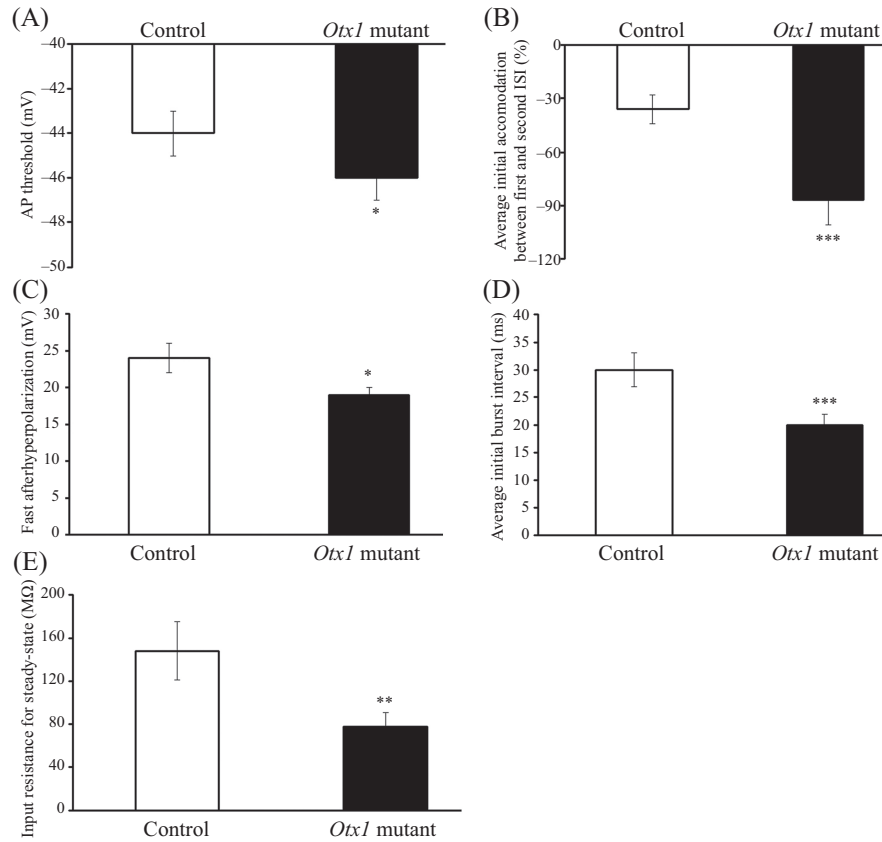 (A)
Control Otx1 mutant
–40
–42
–44
–46
–48
–50
AP threshold (mV)
*
(B)
Control Otx1 mutant
0
–30
–60
–90
–120
Average initial accomodation
between first and second ISI (%)
***
(C)
30
25
20
15
10
5
0
Fast afterhyperpolarization (mV)
*
Control Otx1 mutant
(D)
40
35
30
25
20
15
10
5
0
Average initial burst interval (ms)
***
Control Otx1 mutant
(E)
200
160
120
80
40
0
Input resistance for steady-state (MΩ)
**
Control Otx1 mutant